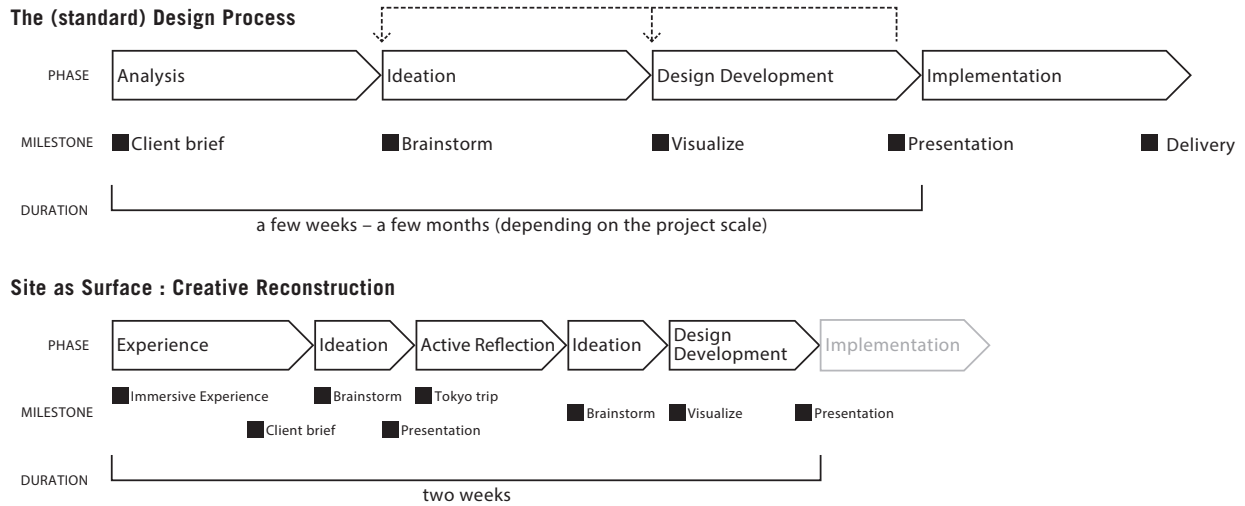 The (standard) Design Process
PHASE
Analysis
Ideation
Design Development
Implementation
MILESTONE
Client brief
Brainstorm
Visualize
Presentation
Delivery
DURATION
a few weeks – a few months (depending on the project scale)
Site as Surface : Creative Reconstruction
PHASE
Experience
Ideation
Active Reflection
Ideation
Design
Development
Implementation
MILESTONE
Immersive Experience
Brainstorm
Tokyo trip
Client brief
Presentation
Brainstorm
Visualize
Presentation
DURATION
two weeks